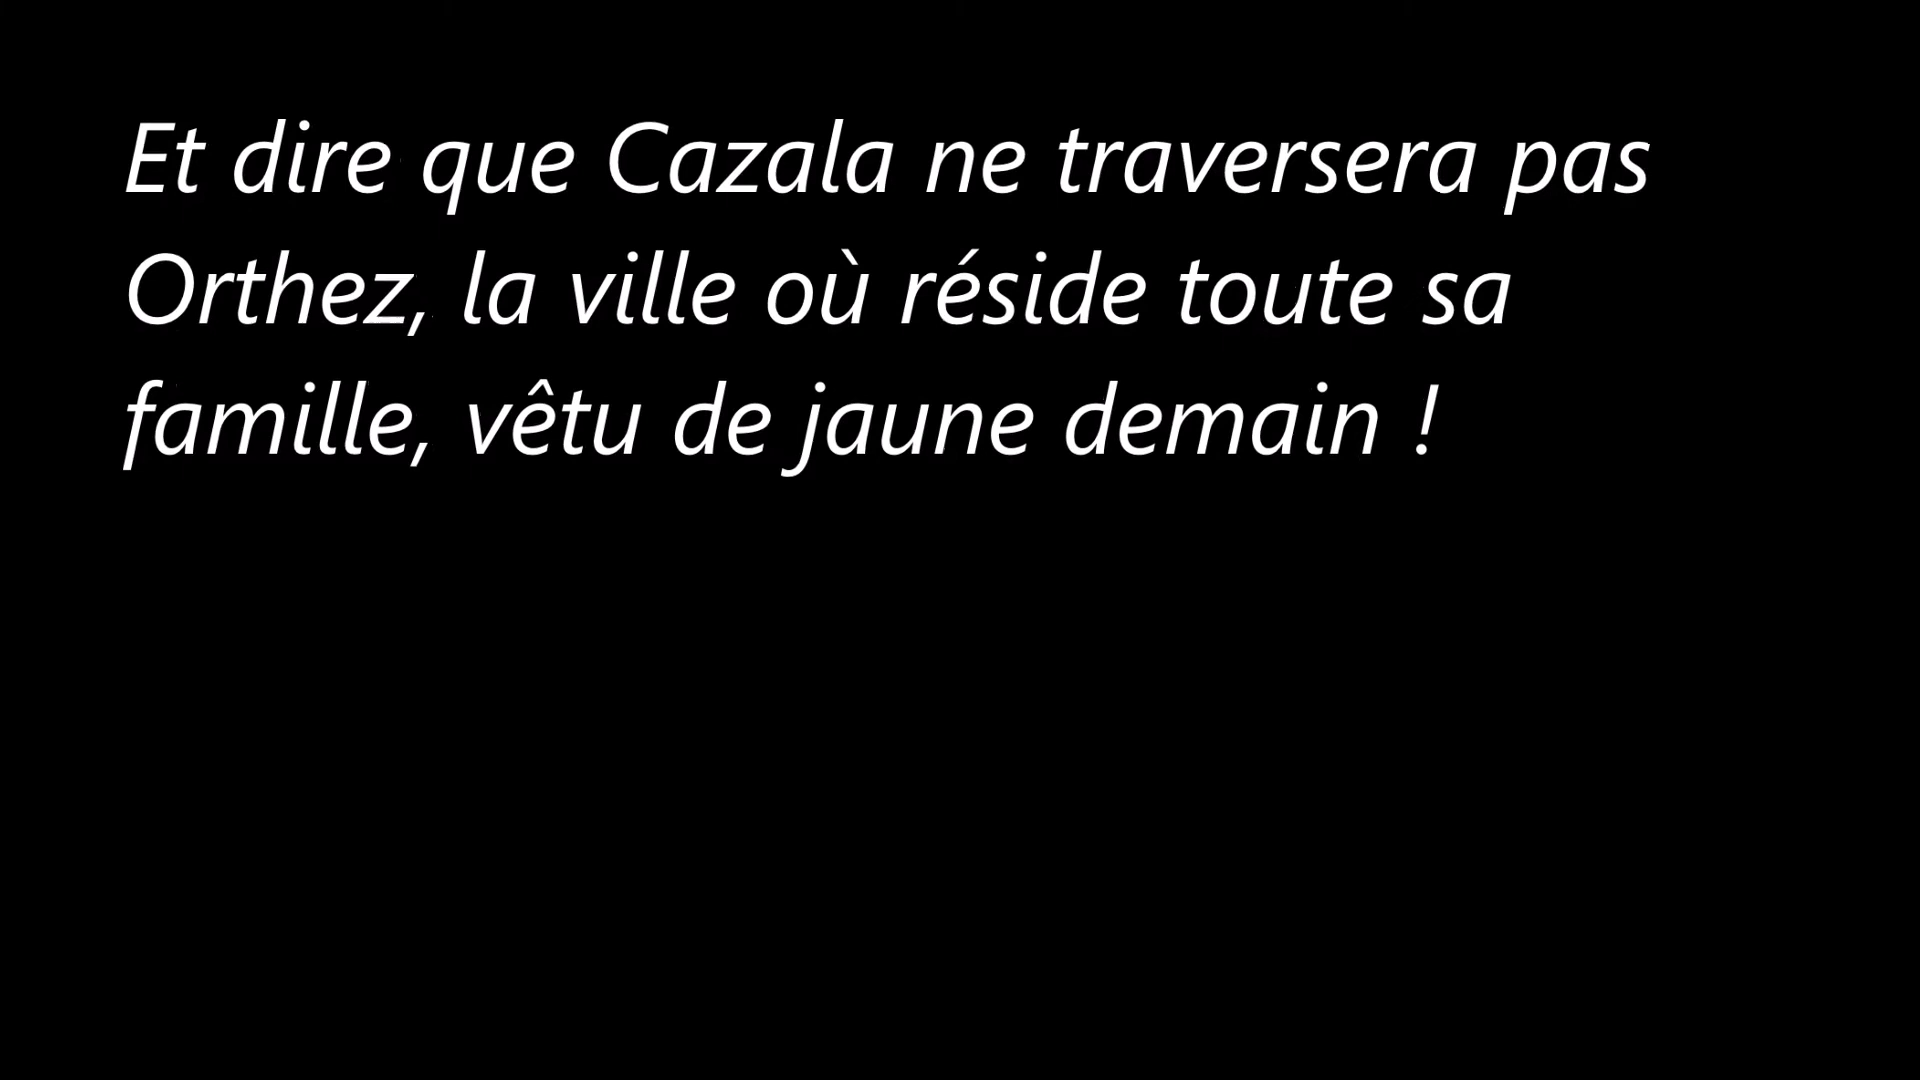 Et dire que Cazala ne traversera pas
Orthez, la ville où réside toute sa
famille, vêtu de jaune demain !